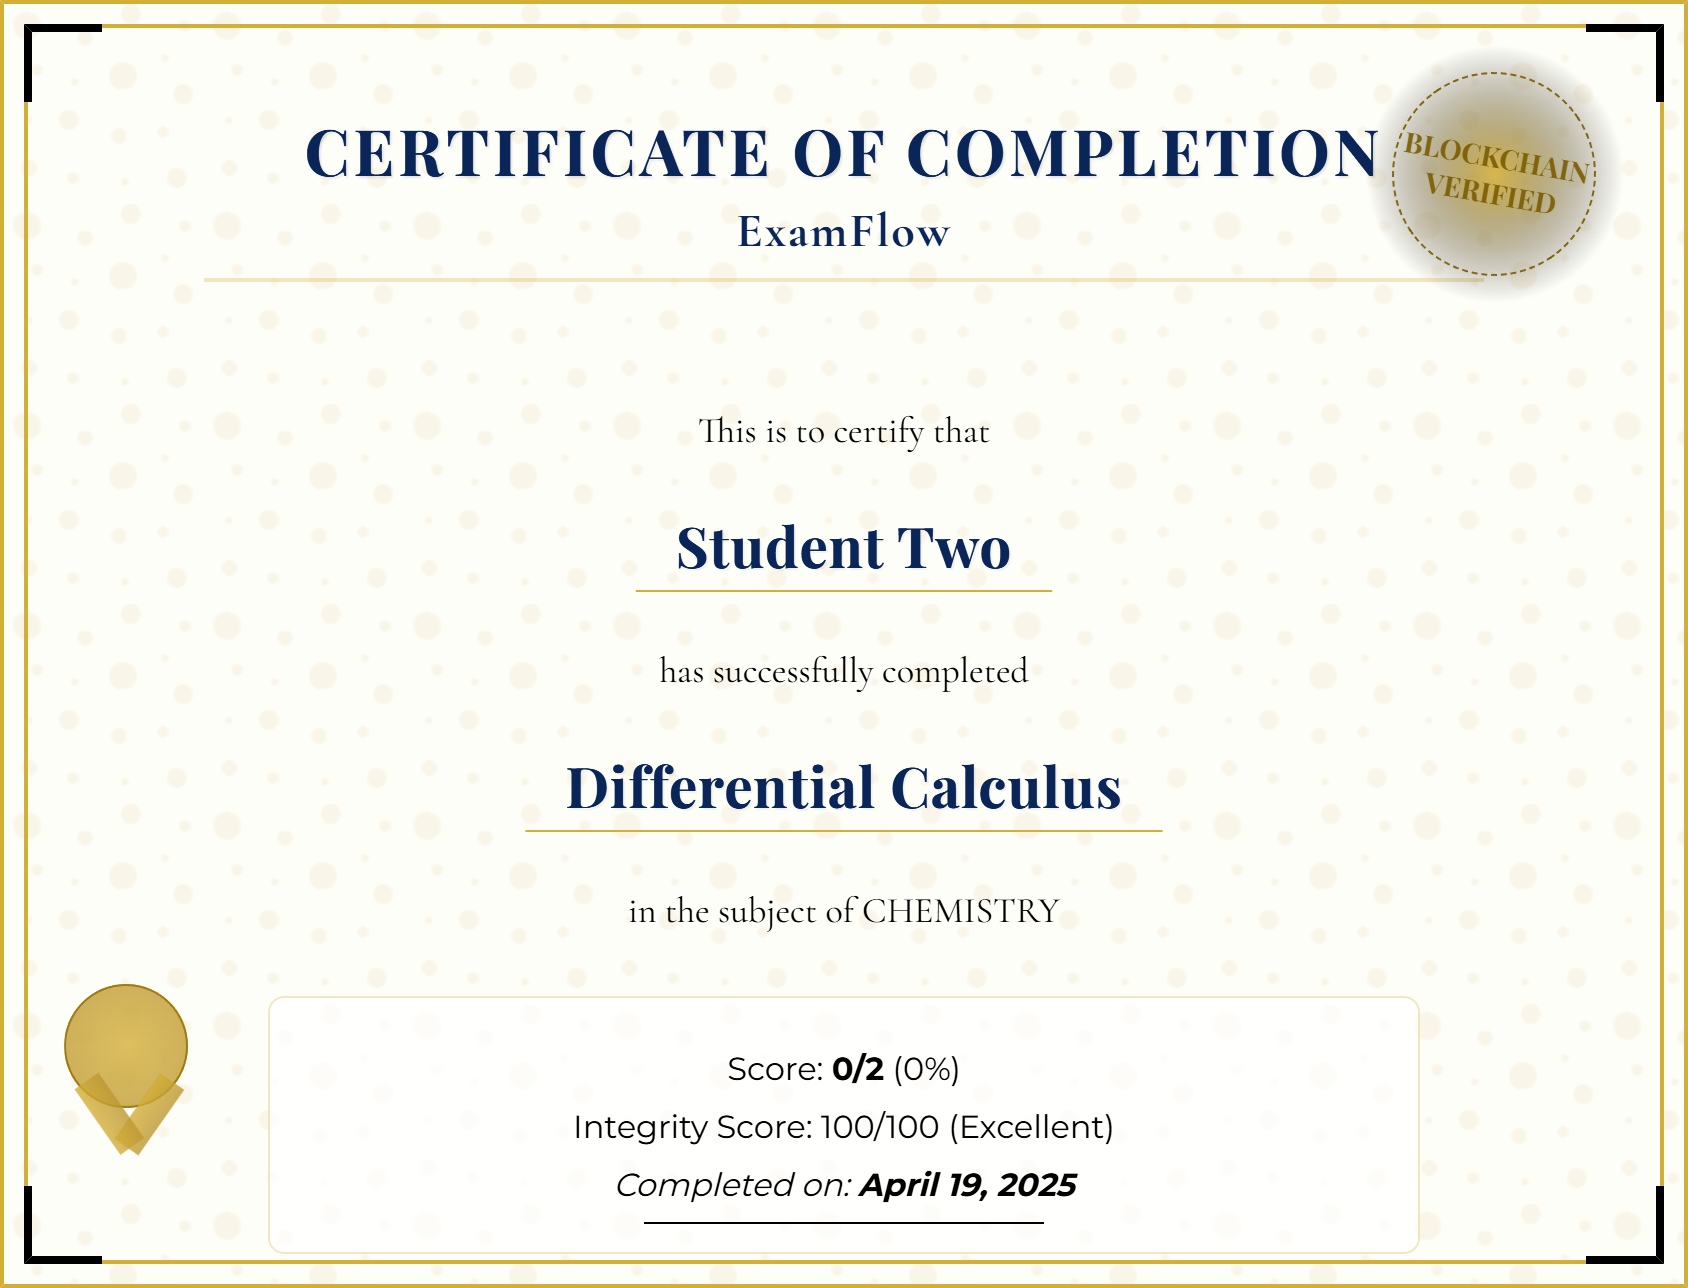 CERTIFICATE OF COMPLETION
BLOCKCHAIN
VERIFIED
ExamFlow
This is to certify that
Student Two
has successfully completed
Differential Calculus
in the subject of CHEMISTRY
Score: 0/2 (0%)
Integrity Score: 100/100 (Excellent)
Completed on: April 19, 2025